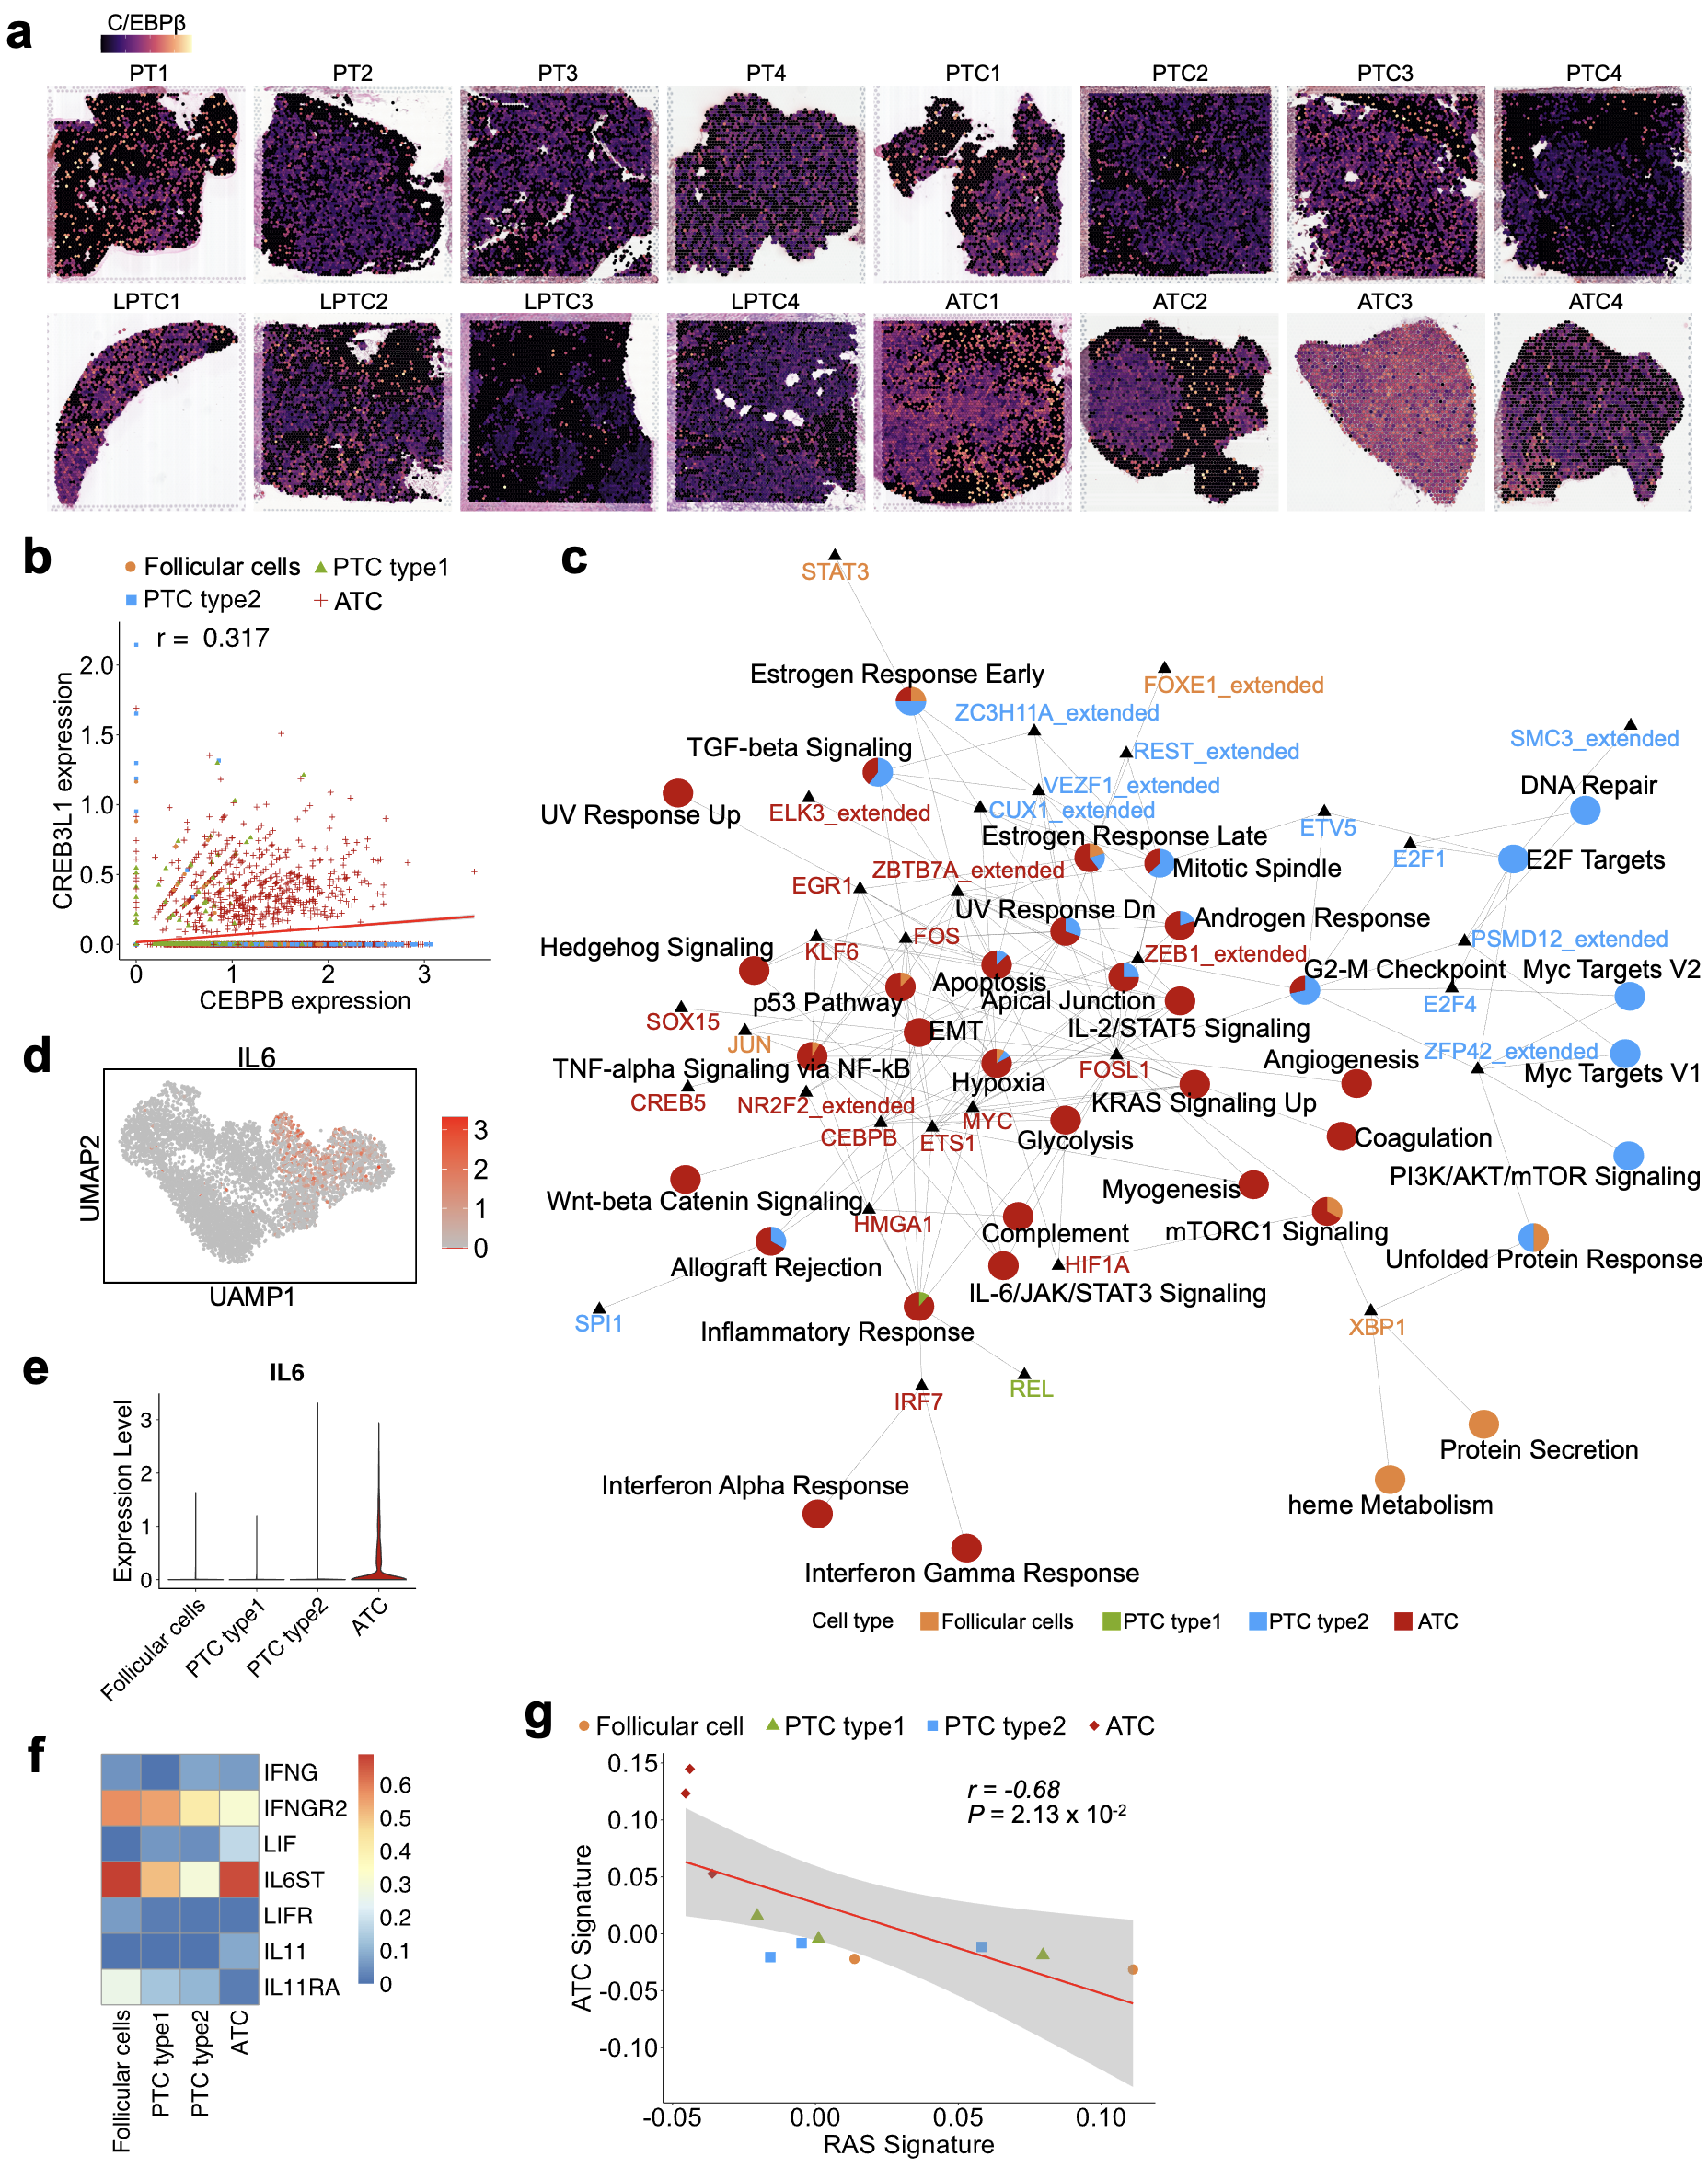 a
C/EBPβ
PT1 PT2 PT3 PT4 PTC1 PTC2 PTC3 PTC4
LPTC1 LPTC2 LPTC3 LPTC4 ATC1 ATC2 ATC3 ATC4
b
Follicular cells PTC type1
PTC type2 ATC
r = 0.317
CREB3L1 expression
2.0
1.5
1.0
0.5
0.0
0 1 2 3
CEBPB expression
c
STAT3
Estrogen Response Early
FOXE1_extended
ZC3H11A_extended
SMC3_extended
TGF-beta Signaling
REST_extended
DNA Repair
VEZF1_extended
UV Response Up
ELK3_extended
CUX1_extended
ETV5
Estrogen Response Late
E2F1
E2F Targets
ZBTB7A_extended
Mitotic Spindle
EGR1
UV Response Dn
Androgen Response
Hedgehog Signaling
KLF6
FOS
ZEB1_extended
PSMD12_extended
G2-M Checkpoint
Myc Targets V2
Apoptosis
p53 Pathway
Apical Junction
E2F4
SOX15
EMT
IL-2/STAT5 Signaling
JUN
ZFP42_extended
Angiogenesis
TNF-alpha Signaling via NF-kB
FOSL1
Myc Targets V1
Hypoxia
CREB5
NR2F2_extended
KRAS Signaling Up
MYC
CEBPB
ETS1
Glycolysis
Coagulation
PI3K/AKT/mTOR Signaling
Wnt-beta Catenin Signaling
Myogenesis
HMGA1
Complement
mTORC1 Signaling
Allograft Rejection
HIF1A
Unfolded Protein Response
IL-6/JAK/STAT3 Signaling
SPI1
Inflammatory Response
XBP1
REL
IRF7
Protein Secretion
Interferon Alpha Response
heme Metabolism
Interferon Gamma Response
Cell type Follicular cells PTC type1 PTC type2 ATC
d
IL6
UMAP2
UAMP1
3
2
1
0
e
IL6
Expression Level
3
2
1
0
Follicular cells
PTC type1
PTC type2
ATC
f
IFNG
IFNGR2
LIF
IL6ST
LIFR
IL11
IL11RA
0.6
0.5
0.4
0.3
0.2
0.1
0
Follicular cells
PTC type1
PTC type2
ATC
g
Follicular cell PTC type1 PTC type2 ATC
r = -0.68
P = 2.13 x 10-2
ATC Signature
0.15
0.10
0.05
0.00
-0.05
-0.10
-0.05 0.00 0.05 0.10
RAS Signature